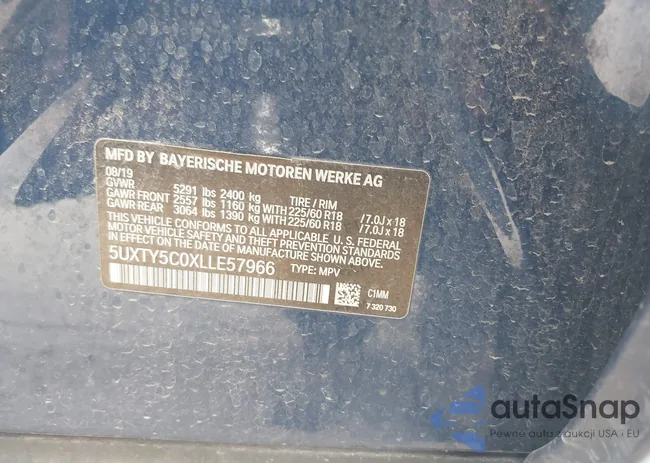 MFD BY BAYERISCHE MOTOREN WERKE AG
08/19
GVWR 5291 lbs 2400 kg TIRE / RIM
GAWR FRONT 2557 lbs 1160 kg WITH 225/60 R18 /7.0J x 18
GAWR REAR 3064 lbs 1390 kg WITH 225/60 R18 /7.0J x 18
THIS VEHICLE CONFORMS TO ALL APPLICABLE U. S. FEDERAL
MOTOR VEHICLE SAFETY AND THEFT PREVENTION STANDARDS
IN EFFECT ON THE DATE OF MANUFACTURE SHOWN ABOVE.
5UXTY5C0XLLE57966 TYPE: MPV
C1MM
7 320 730
autaSnap
Pewne auto z aukcji USA i EU